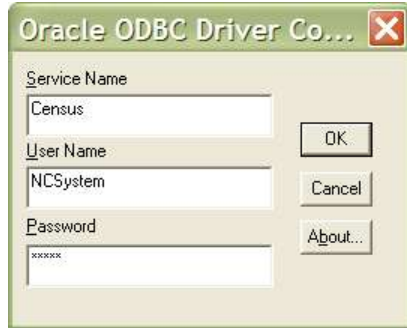 Oracle ODBC Driver Co...
Service Name
Census
OK
User Name
NCSystem
Cancel
Password
About...
*****